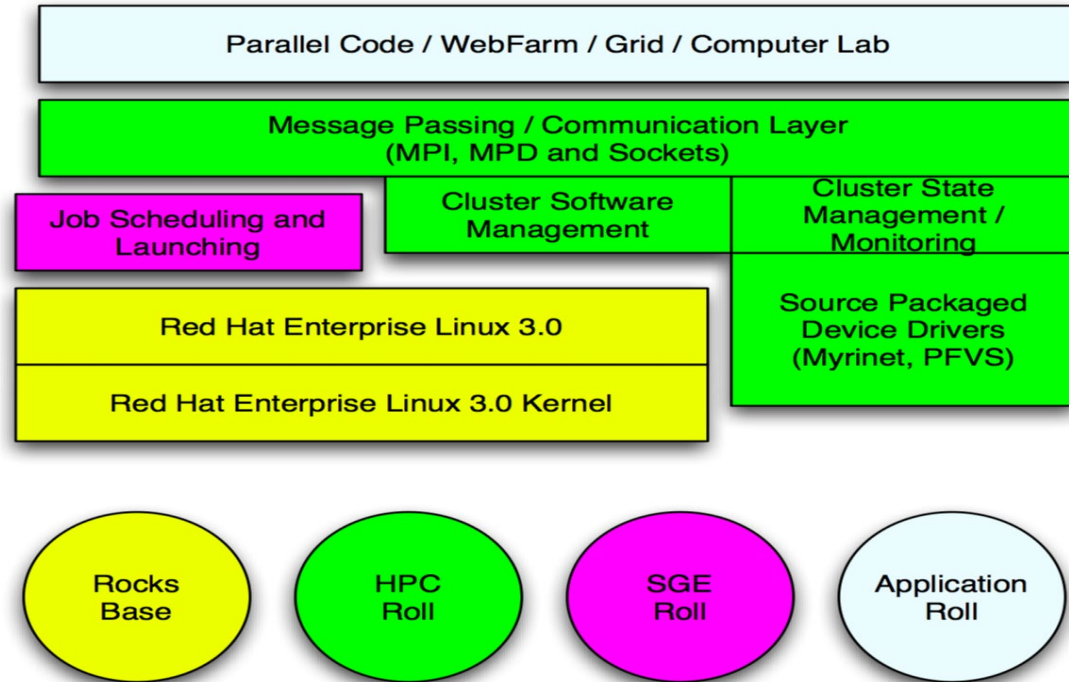 Parallel Code / WebFarm / Grid / Computer Lab
Message Passing / Communication Layer
(MPI, MPD and Sockets)
Job Scheduling and
Launching
Cluster Software
Management
Cluster State
Management /
Monitoring
Red Hat Enterprise Linux 3.0
Source Packaged
Device Drivers
(Myrinet, PFVS)
Red Hat Enterprise Linux 3.0 Kernel
Rocks
Base
HPC
Roll
SGE
Roll
Application
Roll